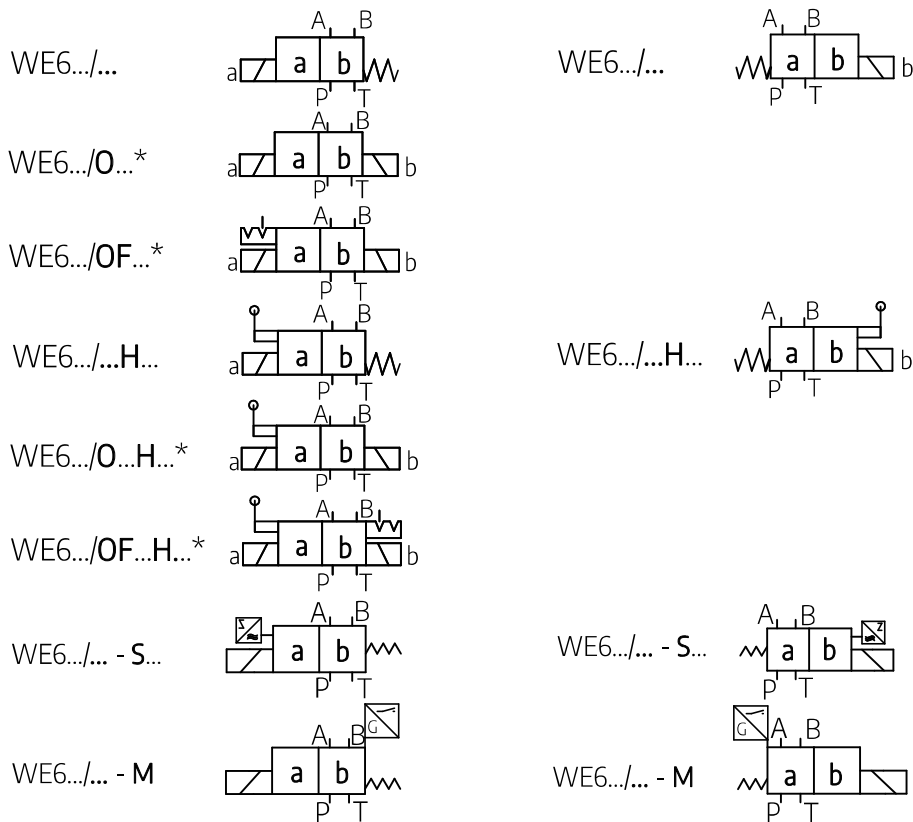 A B
WE6.../... a a b P T
A B
WE6.../... a b b P T
A B
WE6.../O...* a a b b P T
A B
WE6.../OF...* a a b b P T
A B
WE6.../...H... a a b P T
A B
WE6.../...H... a b b P T
A B
WE6.../O...H...* a a b b P T
A B
WE6.../OF...H...* a a b b P T
A B
WE6.../... - S... a b P T
A B
WE6.../... - S... a b P T
A B G
WE6.../... - M a b P T
G A B
WE6.../... - M a b P T